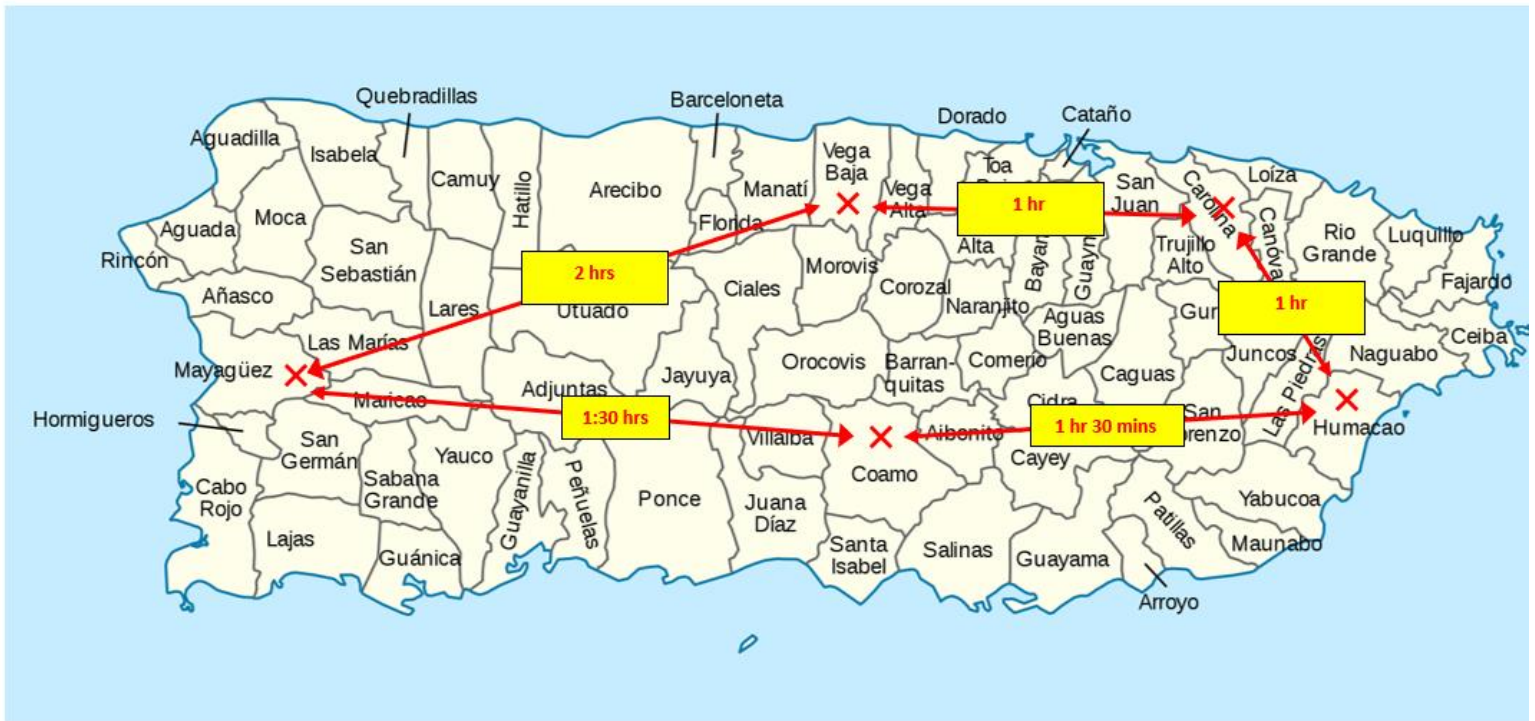 Quebradillas
Barceloneta
Dorado
Cataño
Aguadilla
Isabela
Camuy
Hatillo
Arecibo
Manatí
Vega
Baja
Vega
Alta
Toa
San
Juan
Carolina
Loíza
Moca
Aguada
Rincón
Florida
1 hr
Alta
Trujillo
Alto
Río
Grande
Luquillo
Fajardo
San
Sebastián
Añasco
Lares
2 hrs
Utuado
Ciales
Morovis
Corozal
Naranjito
Aguas
Buenas
1 hr
Ceiba
Las Marías
Mayagüez
Maricao
Adjuntas
Jayuya
Orocovis
Barran-
quitas
Comerío
Caguas
Juncos
Las Piedras
Naguabo
Hormigueros
1:30 hrs
Villalba
Aibonito
Cidra
1 hr 30 mins
San
Humacao
San
Germán
Sabana
Grande
Yauco
Guayanilla
Peñuelas
Ponce
Juana
Díaz
Coamo
Cayey
Yabucoa
Cabo
Rojo
Lajas
Guánica
Santa
Isabel
Salinas
Guayama
Patillas
Maunabo
Arroyo